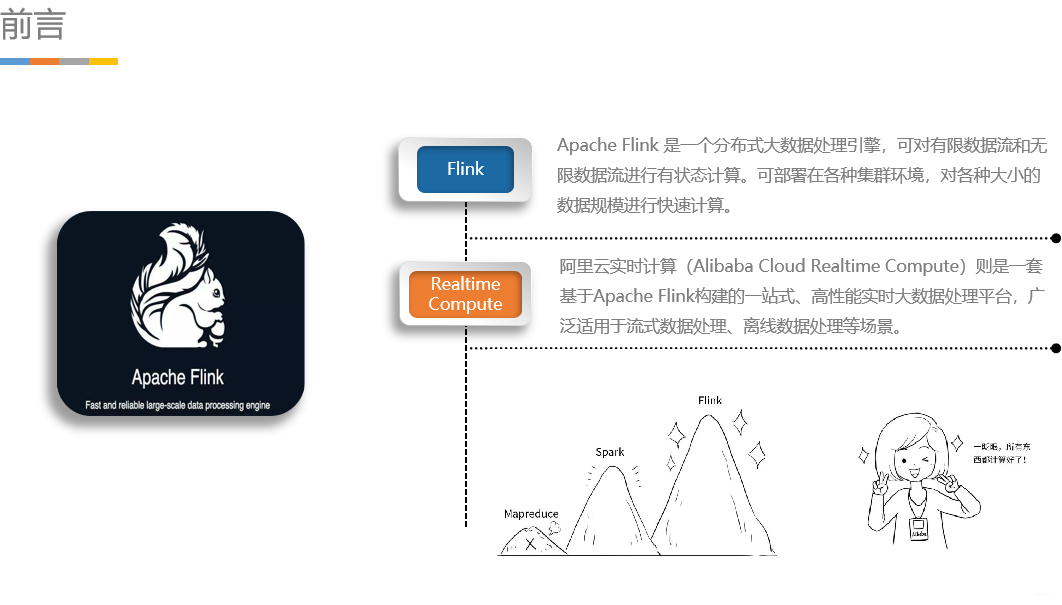 前言
Flink
Apache Flink 是一个分布式大数据处理引擎，可对有限数据流和无
限数据流进行有状态计算。可部署在各种集群环境，对各种大小的
数据规模进行快速计算。
Realtime
Compute
阿里云实时计算（Alibaba Cloud Realtime Compute）则是一套
基于Apache Flink构建的一站式、高性能实时大数据处理平台，广
泛适用于流式数据处理、离线数据处理等场景。
Apache Flink
Fast and reliable large-scale data processing engine
Flink
Spark
Mapreduce
一眨眼，所有东
西都计算好了！